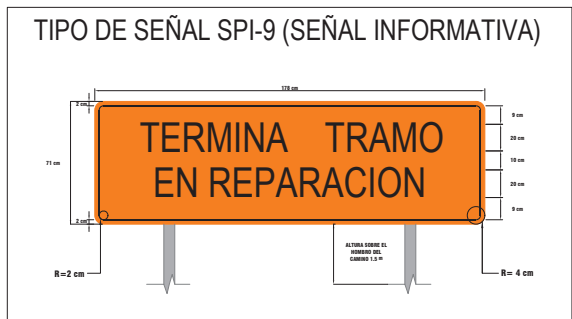 TIPO DE SEÑAL SPI-9 (SEÑAL INFORMATIVA)
178 cm
2 cm
9 cm
TERMINA TRAMO
20 cm
71 cm
10 cm
EN REPARACION
20 cm
9 cm
2 cm
ALTURA SOBRE EL
HOMBRO DEL
CAMINO 1.5 m
R=2 cm
R= 4 cm